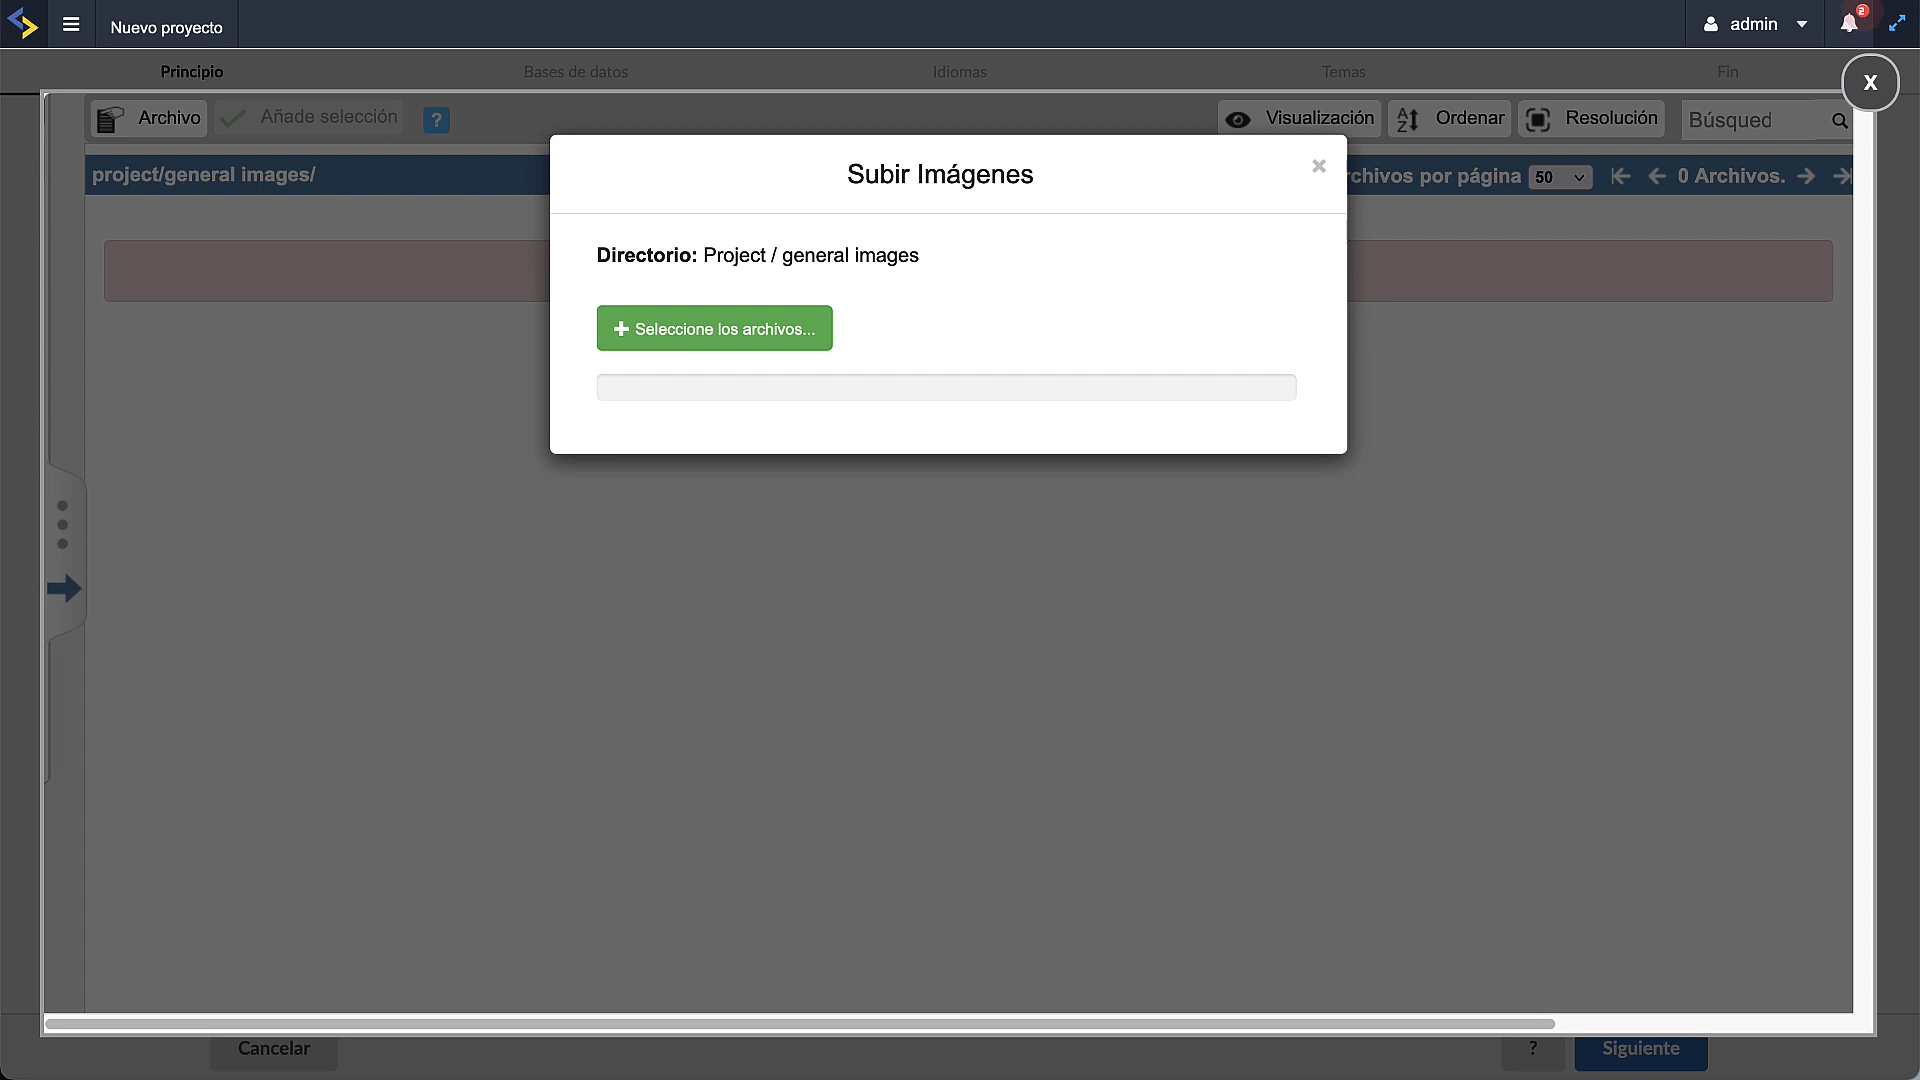 Nuevo proyecto
admin
2
Principio
Bases de datos
Idiomas
Temas
Fin
X
Archivo
Añade selección
?
Visualización
Ordenar
Resolución
Búsqued
project/general images/
rchivos por página
50
0 Archivos.
Subir Imágenes
×
Directorio: Project / general images
Seleccione los archivos...
Cancelar
?
Siguiente